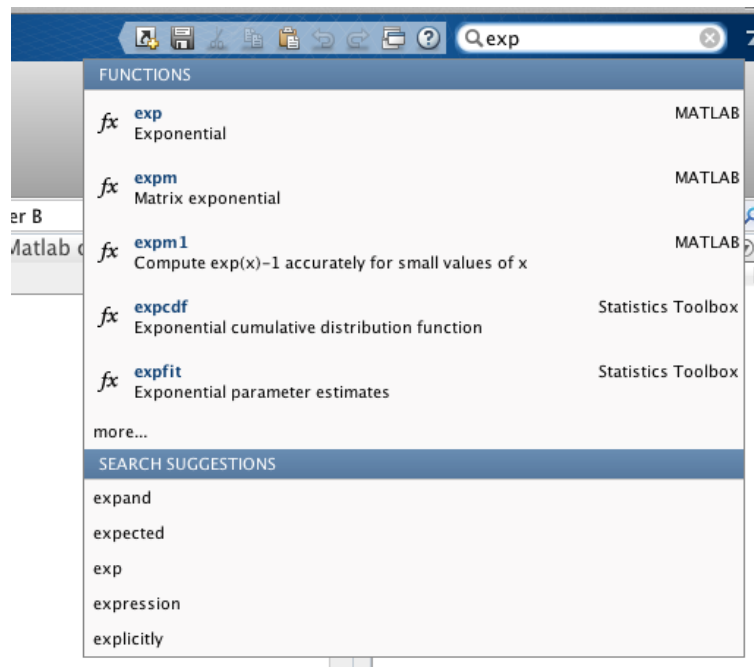 exp
FUNCTIONS
fx exp MATLAB
Exponential
fx expm MATLAB
Matrix exponential
er B
Matlab
fx expm1 MATLAB
Compute exp(x)-1 accurately for small values of x
fx expcdf Statistics Toolbox
Exponential cumulative distribution function
fx expfit Statistics Toolbox
Exponential parameter estimates
more...
SEARCH SUGGESTIONS
expand
expected
exp
expression
explicitly